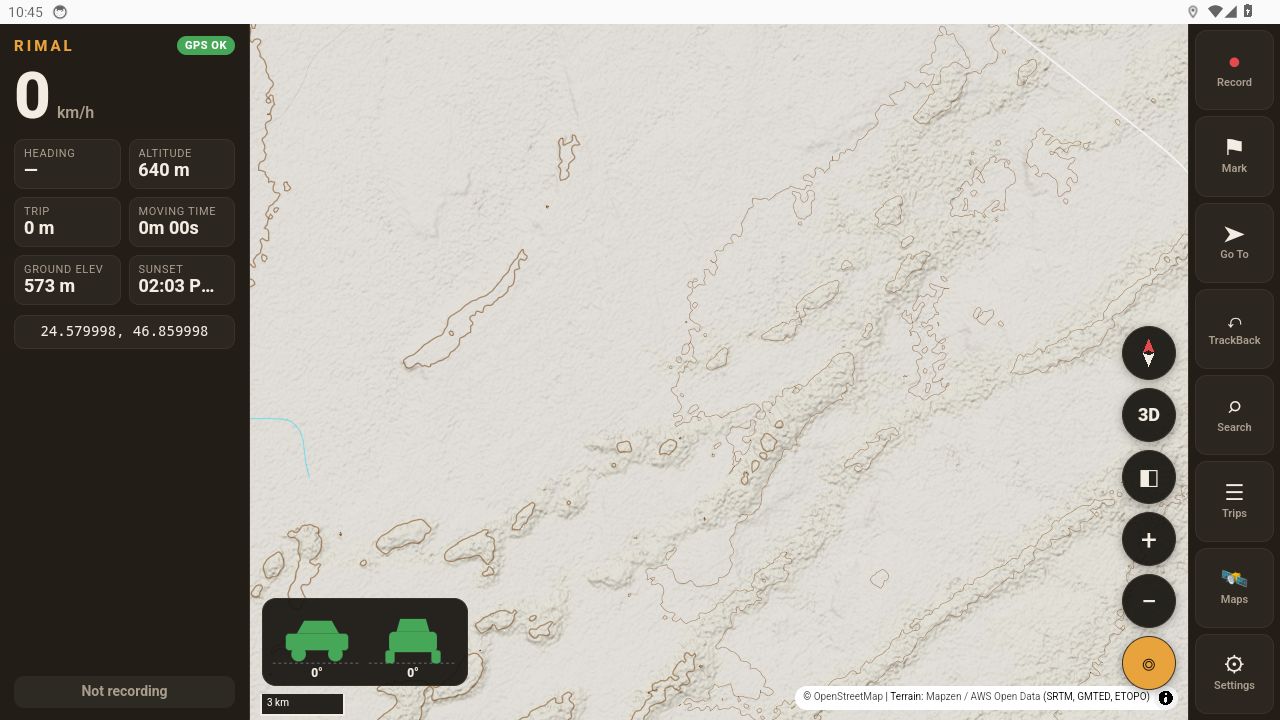 10:45
RIMAL
GPS OK
0 km/h
HEADING
—
ALTITUDE
640 m
TRIP
0 m
MOVING TIME
0m 00s
GROUND ELEV
573 m
SUNSET
02:03 P...
24.579998, 46.859998
Not recording
0°
0°
3 km
3D
+
−
© OpenStreetMap | Terrain: Mapzen / AWS Open Data (SRTM, GMTED, ETOPO)
Record
Mark
Go To
TrackBack
Search
Trips
Maps
Settings